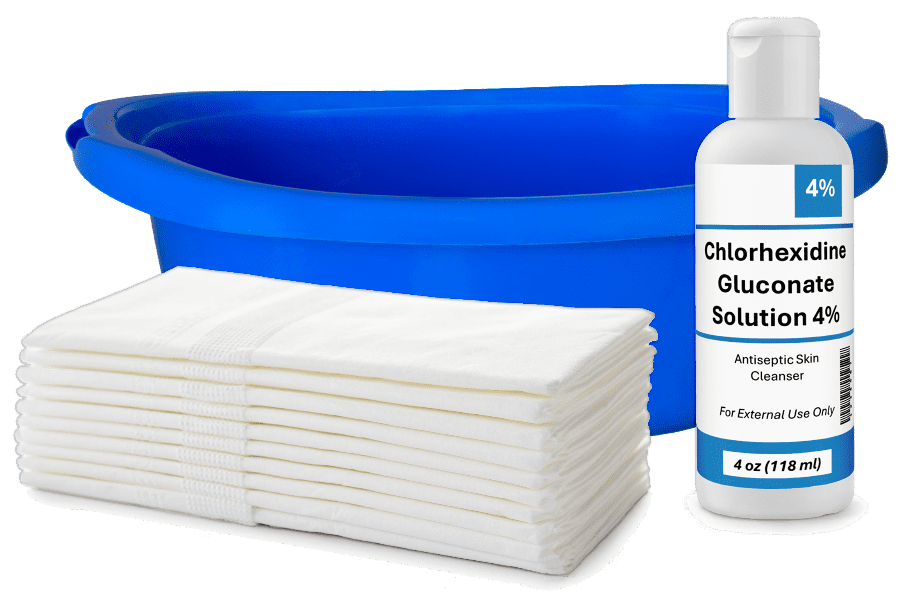 4%
Chlorhexidine
Gluconate
Solution 4%
Antiseptic Skin
Cleanser
For External Use Only
4 oz (118 ml)